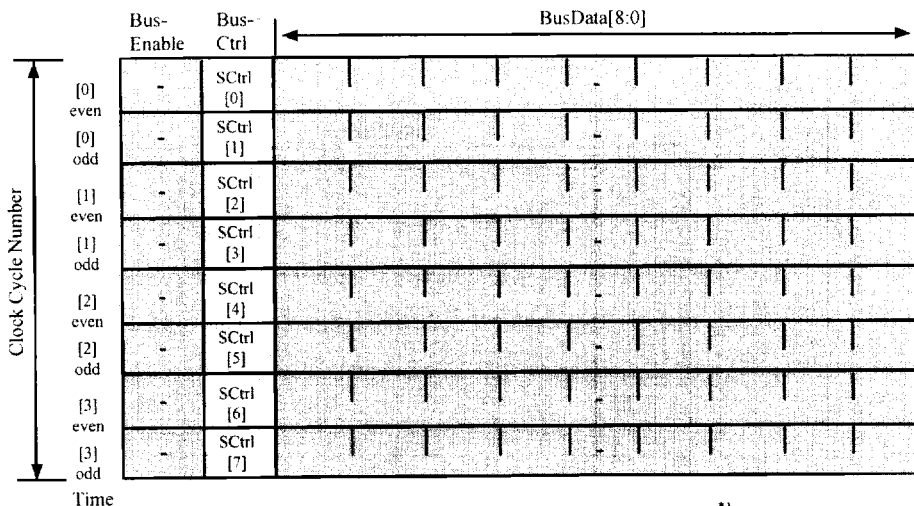 Bus-
Enable
Bus-
Ctrl
BusData[8:0]
Clock Cycle Number
[0]
even
-
SCtrl
[0]
-
[0]
odd
-
SCtrl
[1]
-
[1]
even
-
SCtrl
[2]
-
[1]
odd
-
SCtrl
[3]
-
[2]
even
-
SCtrl
[4]
-
[2]
odd
-
SCtrl
[5]
-
[3]
even
-
SCtrl
[6]
-
[3]
odd
-
SCtrl
[7]
-
Time